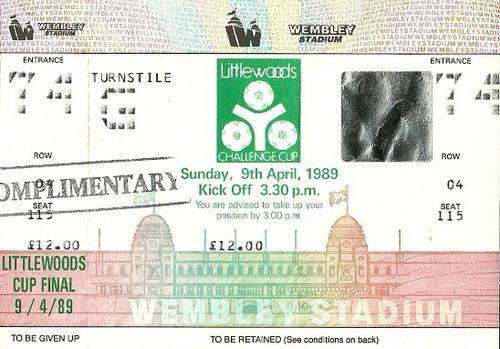 WEMBLEY
STADIUM
WEMBLEY
STADIUM
ENTRANCE
74
TURNSTILE
G
Littlewoods
CHALLENGE CUP
ENTRANCE
74
ROW
04
SEAT
115
COMPLIMENTARY
Sunday, 9th April, 1989
Kick Off 3.30 p.m.
You are advised to take up your
position by 3.00 p.m.
ROW
04
SEAT
115
£12.00
£12.00
LITTLEWOODS
CUP FINAL
9/4/89
WEMBLEY STADIUM
TO BE GIVEN UP
TO BE RETAINED (See conditions on back)